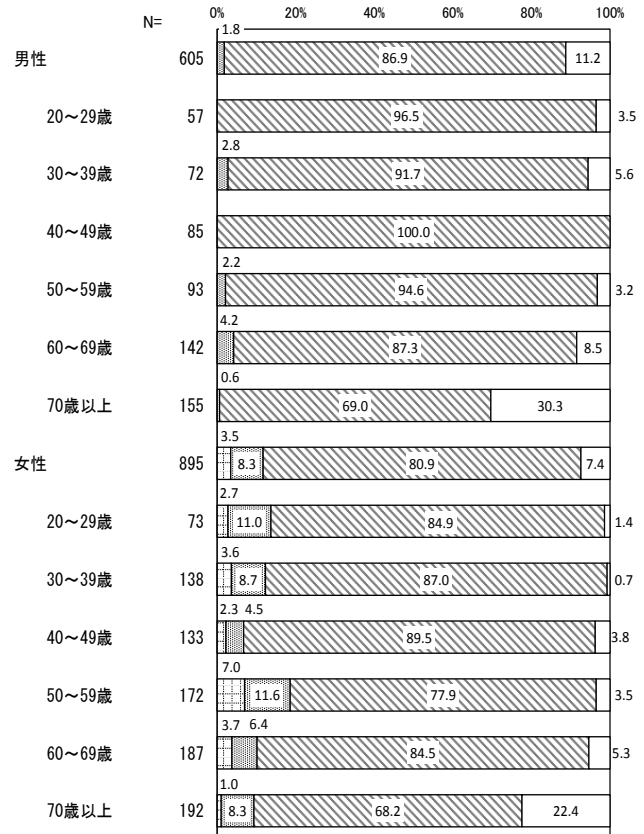 N= 0% 20% 40% 60% 80% 100%
1.8
男性 605 86.9 11.2
20～29歳 57 96.5 3.5
2.8
30～39歳 72 91.7 5.6
40～49歳 85 100.0
2.2
50～59歳 93 94.6 3.2
4.2
60～69歳 142 87.3 8.5
0.6
70歳以上 155 69.0 30.3
3.5
女性 895 8.3 80.9 7.4
2.7
20～29歳 73 11.0 84.9 1.4
3.6
30～39歳 138 8.7 87.0 0.7
2.3 4.5
40～49歳 133 89.5 3.8
7.0
50～59歳 172 11.6 77.9 3.5
3.7 6.4
60～69歳 187 84.5 5.3
1.0
70歳以上 192 8.3 68.2 22.4